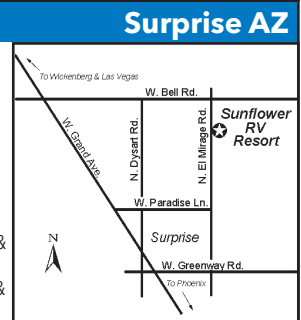 Surprise AZ
To Wickenberg & Las Vegas
W. Bell Rd.
W. Grand Ave.
N. Dysart Rd.
N. El Mirage Rd.
Sunflower
RV
Resort
W. Paradise Ln.
&
N
Surprise
W. Greenway Rd.
To Phoenix
&